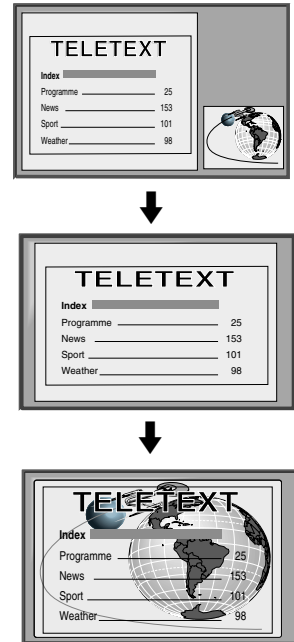 TELETEXT
Index
Programme 25
News 153
Sport 101
Weather 98
TELETEXT
Index
Programme 25
News 153
Sport 101
Weather 98
TELETEXT
Index
Programme 25
News 153
Sport 101
Weather 98